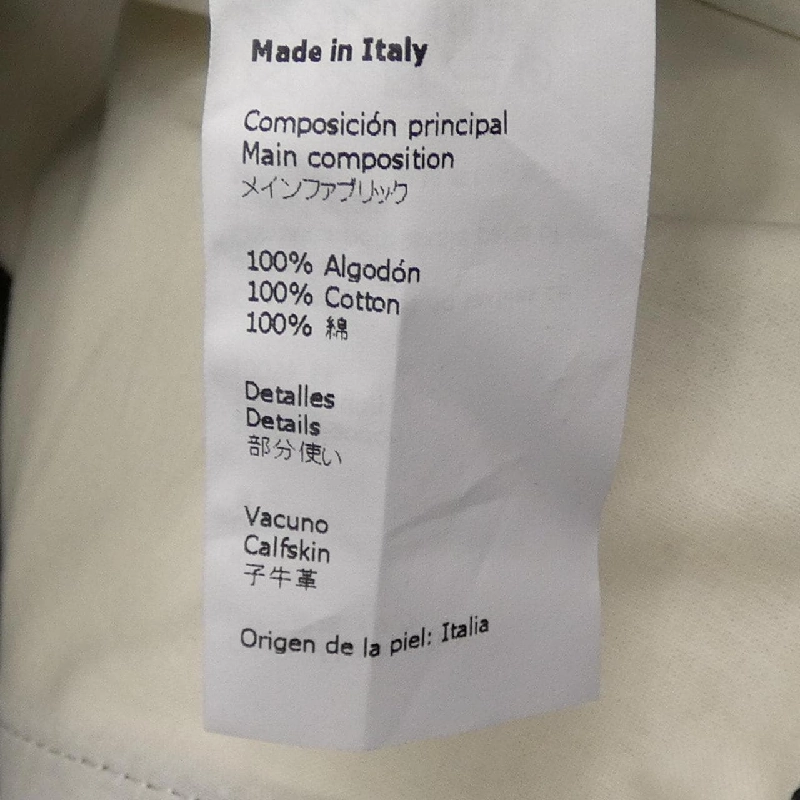 Made in Italy
Composición principal
Main composition
メインファブリック
100% Algodón
100% Cotton
100% 綿
Detalles
Details
部分使い
Vacuno
Calfskin
子牛革
Origen de la piel: Italia